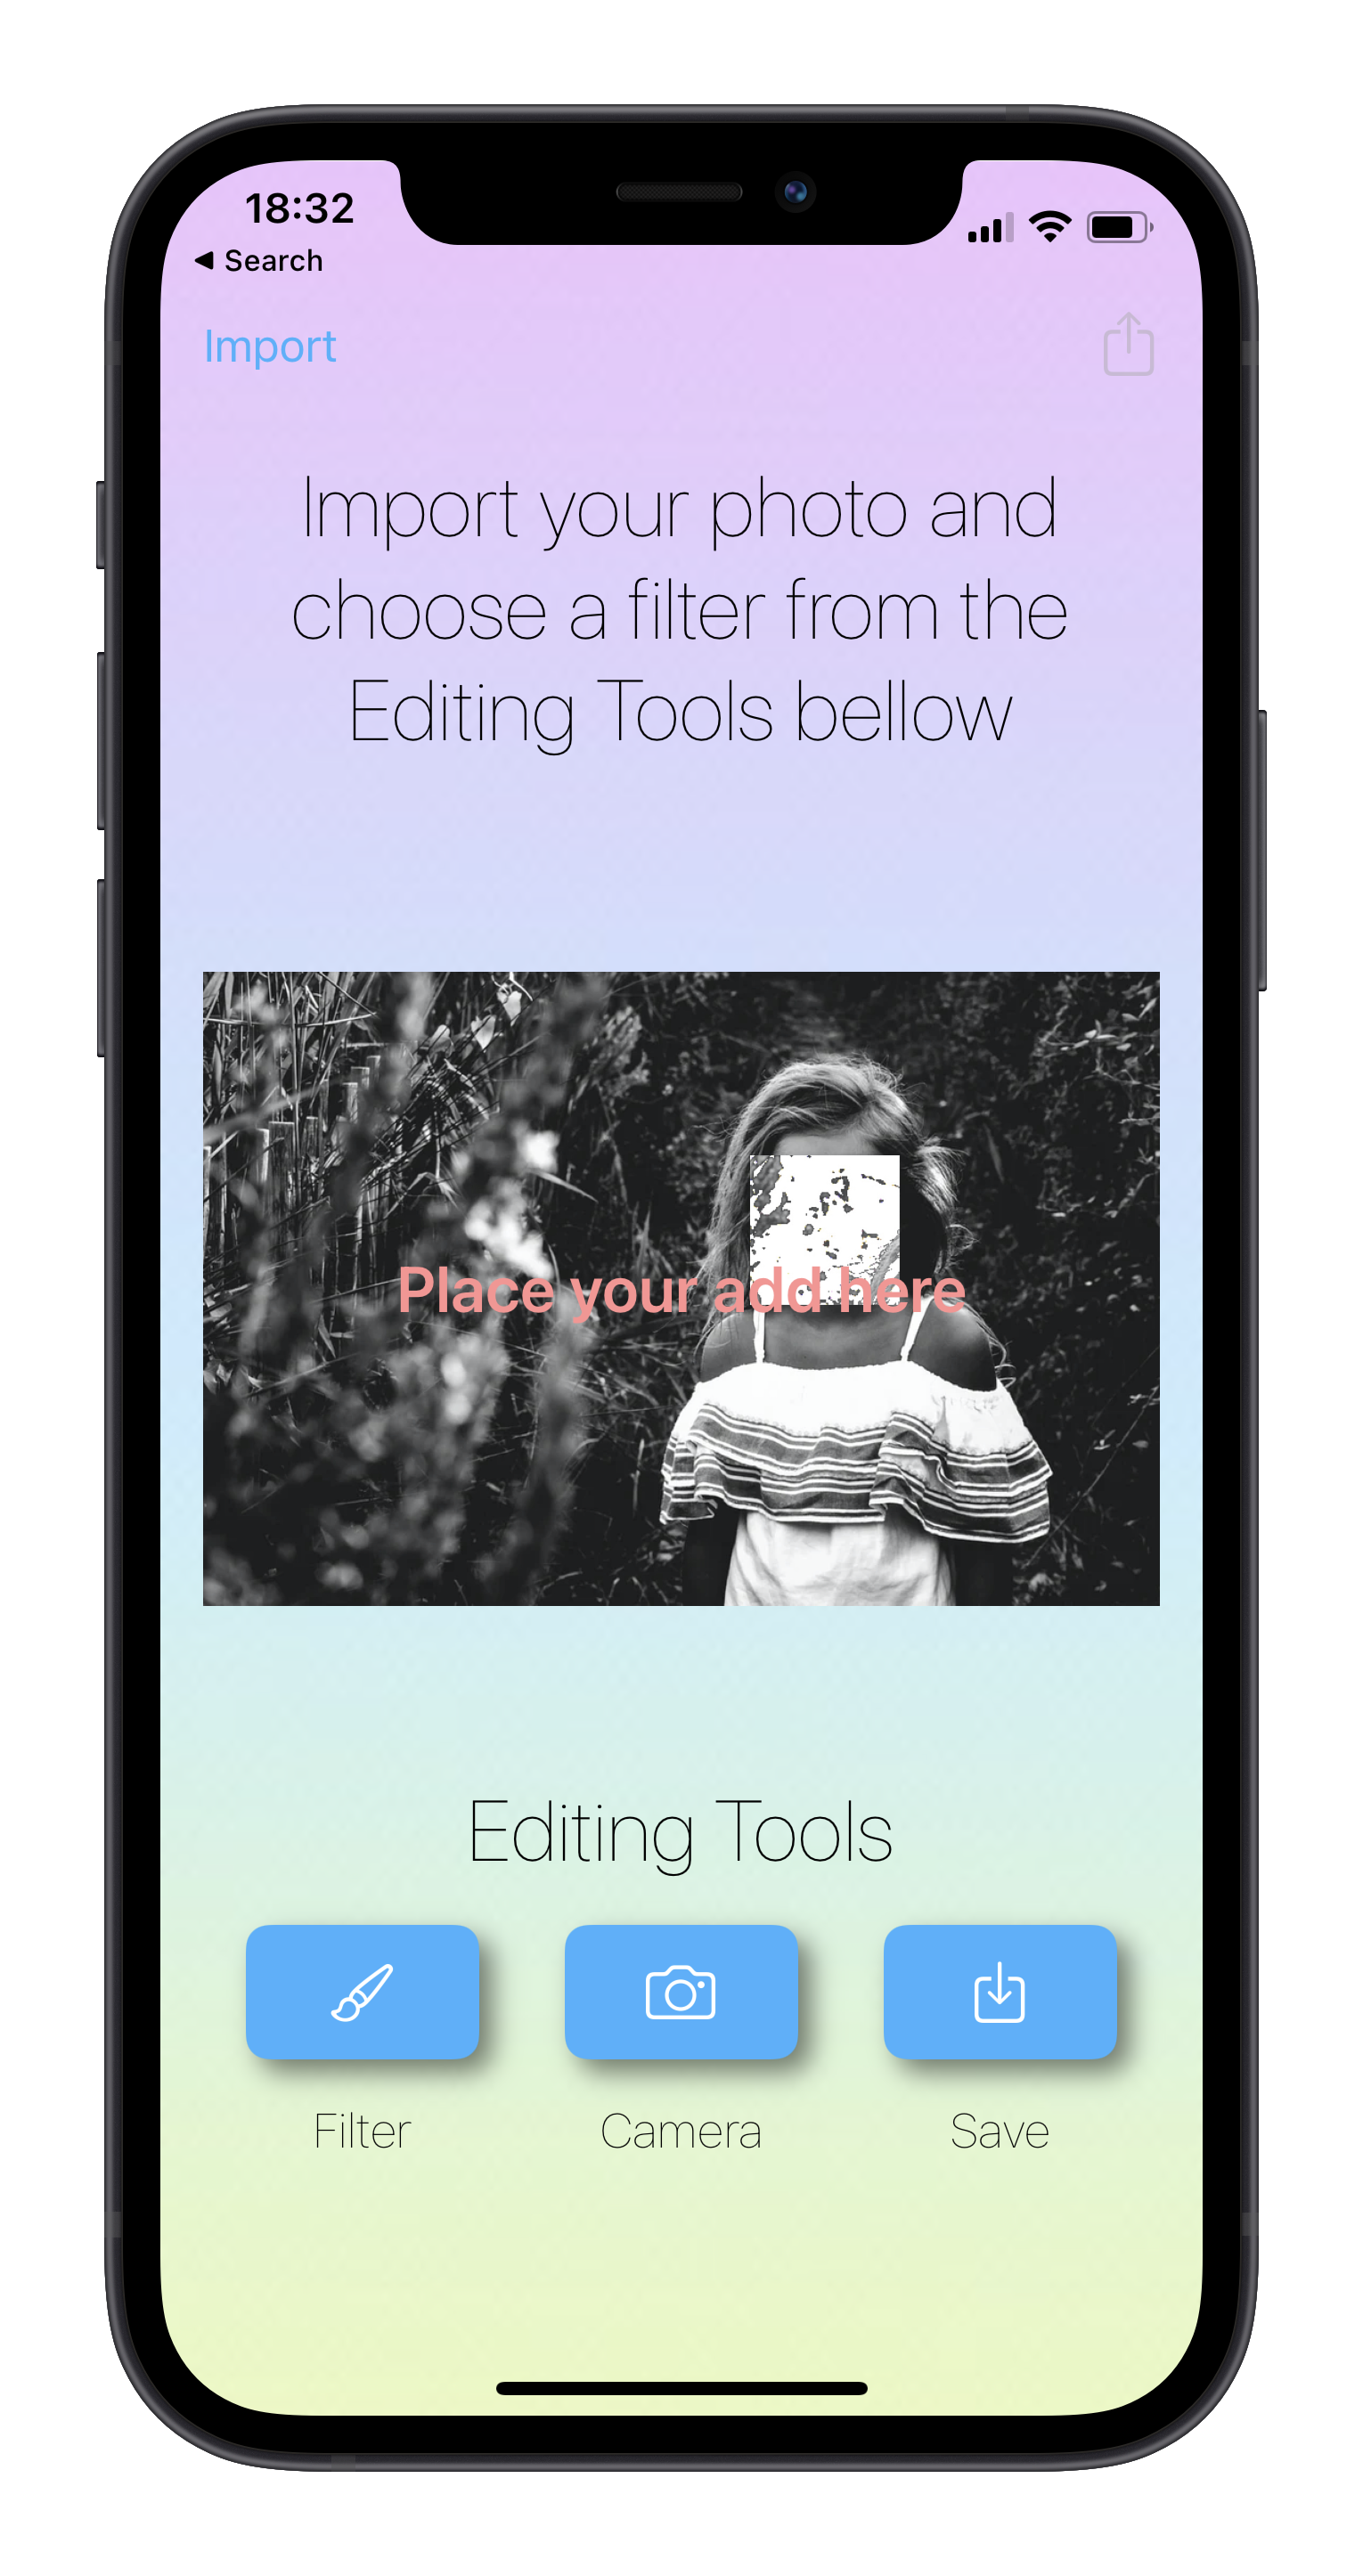 18:32
◀ Search
Import
Import your photo and
choose a filter from the
Editing Tools bellow
Place your add here
Editing Tools
Filter Camera Save